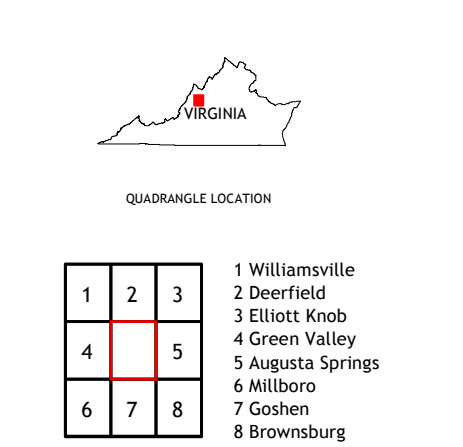 VIRGINIA
QUADRANGLE LOCATION
1 2 3
4 5
6 7 8
1 Williamsville
2 Deerfield
3 Elliott Knob
4 Green Valley
5 Augusta Springs
6 Millboro
7 Goshen
8 Brownsburg